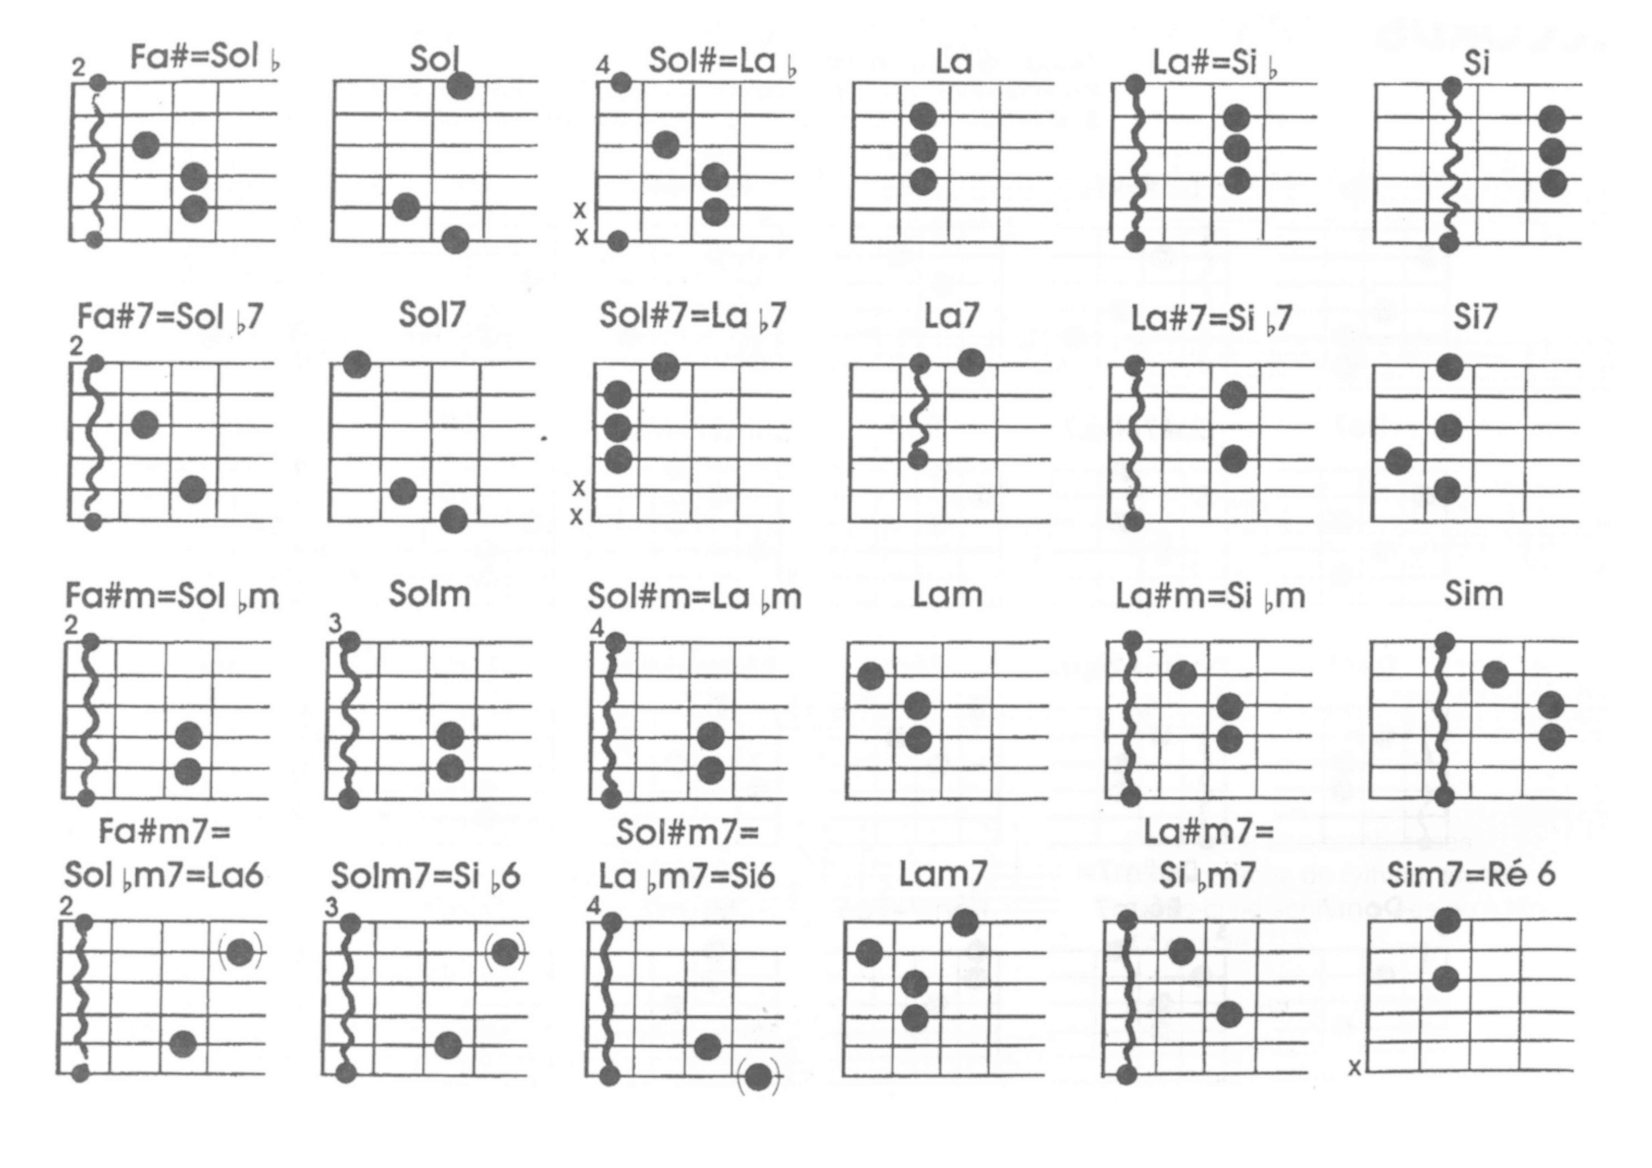 Fa#=Sol ♭ Sol Sol#=La ♭ La La#=Si ♭ Si
2 4
x
x
Fa#7=Sol ♭7 Sol7 Sol#7=La ♭7 La7 La#7=Si ♭7 Si7
2
x
x
Fa#m=Sol ♭m Solm Sol#m=La ♭m Lam La#m=Si ♭m Sim
2 3 4
Fa#m7= Sol#m7= La#m7=
Sol ♭m7=La6 Solm7=Si ♭6 La ♭m7=Si6 Lam7 Si ♭m7 Sim7=Ré 6
2 3 4
x